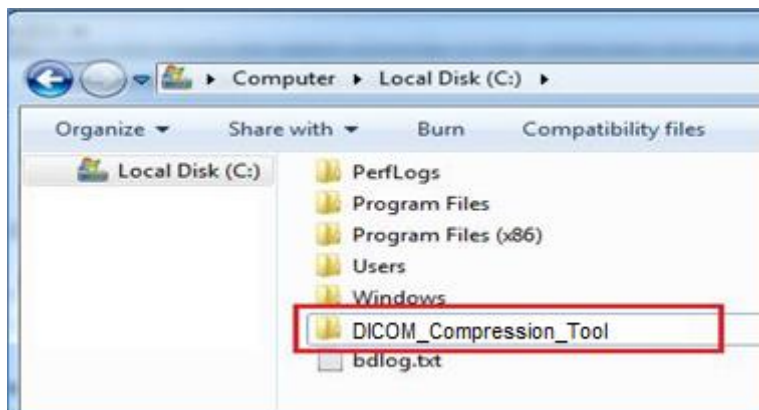 Computer Local Disk (C:)
Organize Share with Burn Compatibility files
Local Disk (C:)
PerfLogs
Program Files
Program Files (x86)
Users
Windows
DICOM_Compression_Tool
bdlog.txt